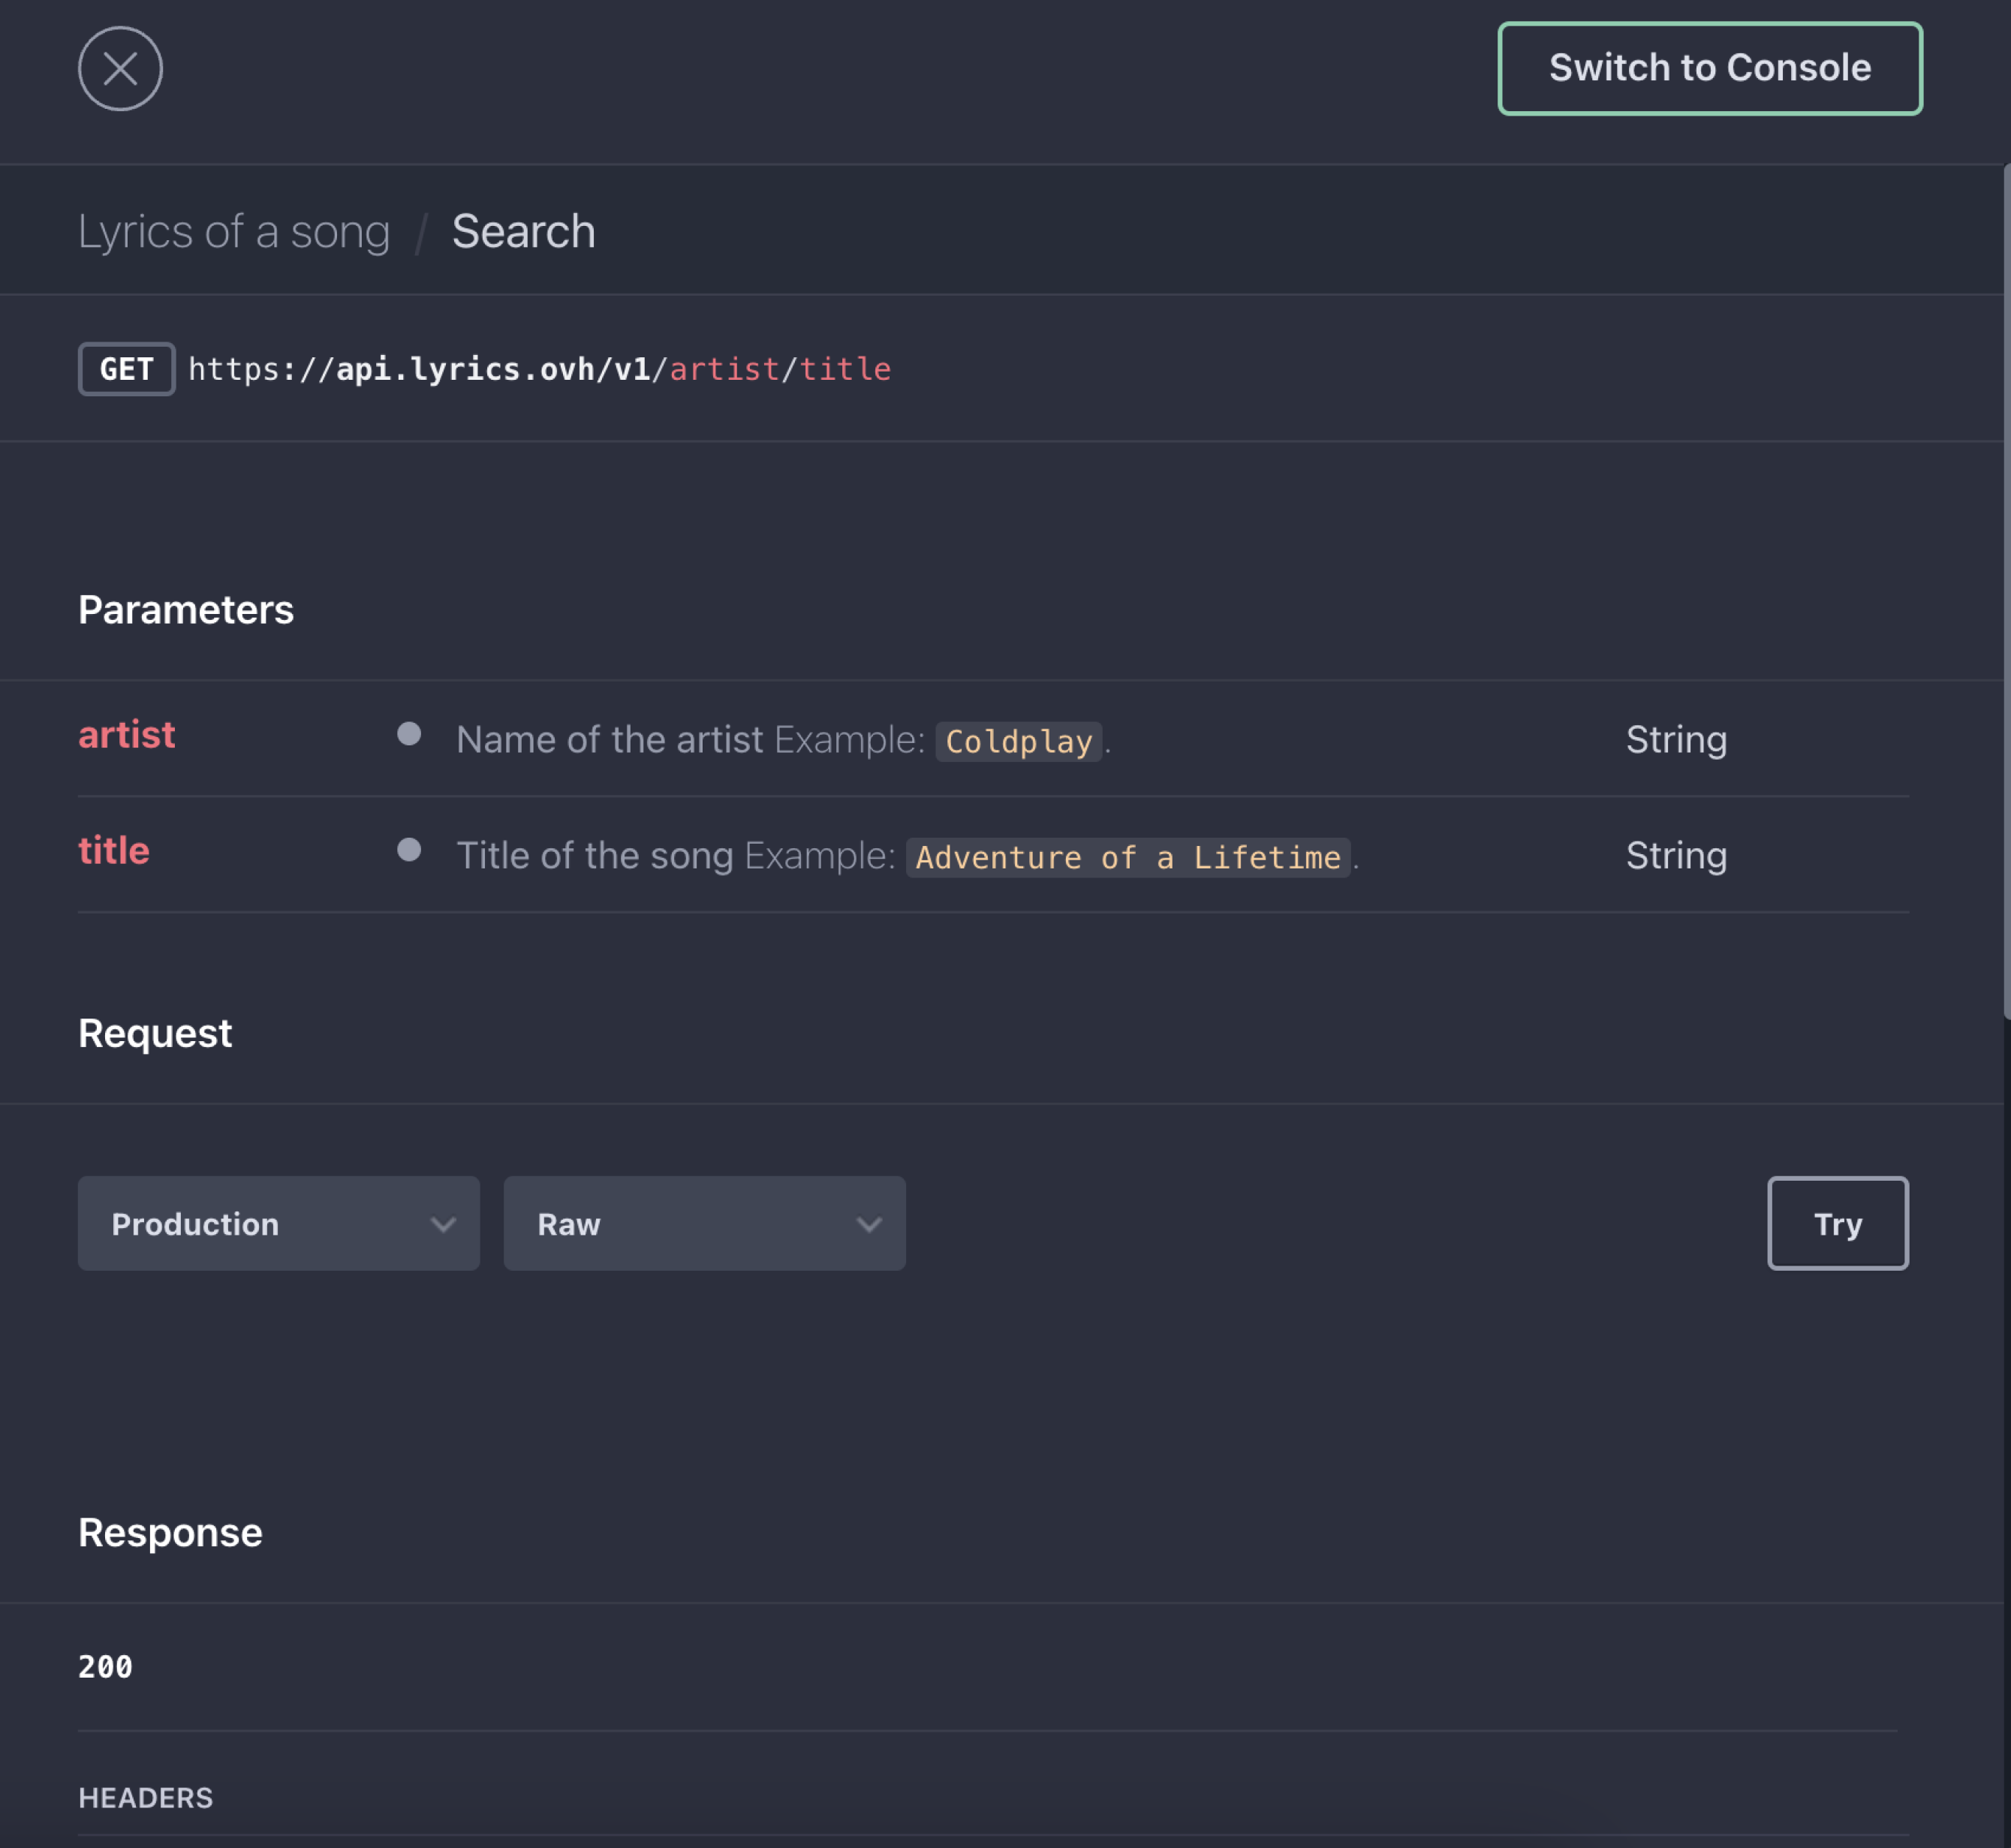 Switch to Console
Lyrics of a song / Search
GET https://api.lyrics.ovh/v1/artist/title
Parameters
artist Name of the artist Example: Coldplay. String
title Title of the song Example: Adventure of a Lifetime. String
Request
Production Raw Try
Response
200
HEADERS